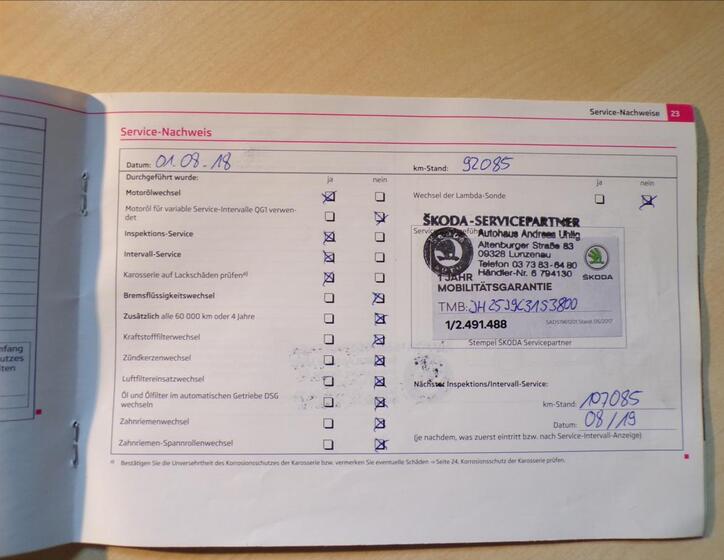 Service-Nachweise 23
Service-Nachweis
Datum: 01.08.18
km-Stand: 92085
Durchgeführt wurde: ja nein
ja nein
Motorölwechsel
Wechsel der Lambda-Sonde
Motoröl für variable Service-Intervalle QG1 verwen-
det
Inspektions-Service
Intervall-Service
Karosserie auf Lackschäden prüfen a)
Bremsflüssigkeitswechsel
Zusätzlich alle 60 000 km oder 4 Jahre
Kraftstofffilterwechsel
Zündkerzenwechsel
Luftfiltereinsatzwechsel
Öl und Ölfilter im automatischen Getriebe DSG
wechseln
Zahnriemenwechsel
Zahnriemen-Spannrollenwechsel
ŠKODA-SERVICEPARTNER
Autohaus Andreas Uhlig
Altenburger Straße 83
09328 Lunzenau
Telefon 03 73 83-64 80
Händler-Nr. 6 794130
ŠKODA
1 JAHR
MOBILITÄTSGARANTIE
TMB:
1/2.491.488
Stempel ŠKODA Servicepartner
Nächster Inspektions/Intervall-Service:
km-Stand: 107085
Datum: 08/19
(je nachdem, was zuerst eintritt bzw. nach Service-Intervall-Anzeige)
a) Bestätigen Sie die Unversehrtheit des Korrosionsschutzes der Karosserie bzw. vermerken Sie eventuelle Schäden → Seite 24, Korrosionsschutz der Karosserie prüfen.